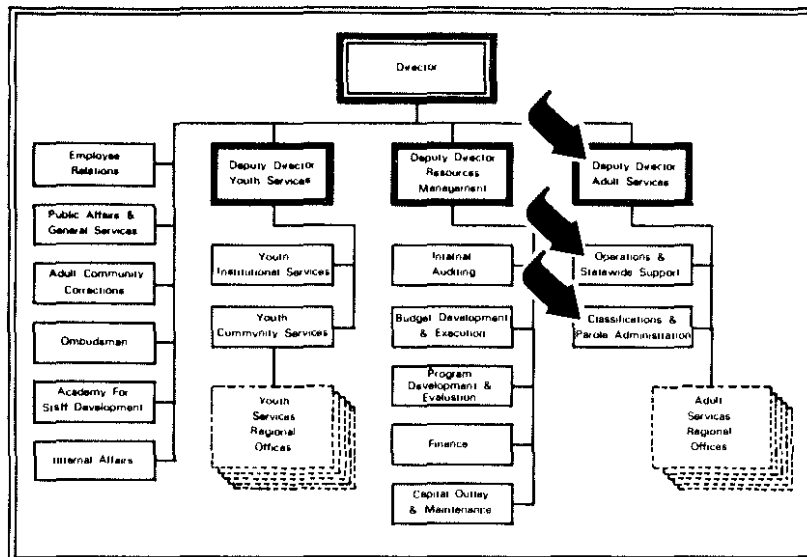 Director
Employee
Relations
Public Affairs &
General Services
Adult Community
Corrections
Ombudsman
Academy For
Staff Development
Internal Affairs
Deputy Director
Youth Services
Youth
Institutional Services
Youth
Community Services
Youth
Services
Regional
Offices
Deputy Director
Resources
Management
Internal
Auditing
Budget Development
& Execution
Program
Development &
Evaluation
Finance
Capital Outlay
& Maintenance
Deputy Director
Adult Services
Operations &
Statewide Support
Classifications &
Parole Administration
Adult
Services
Regional
Offices